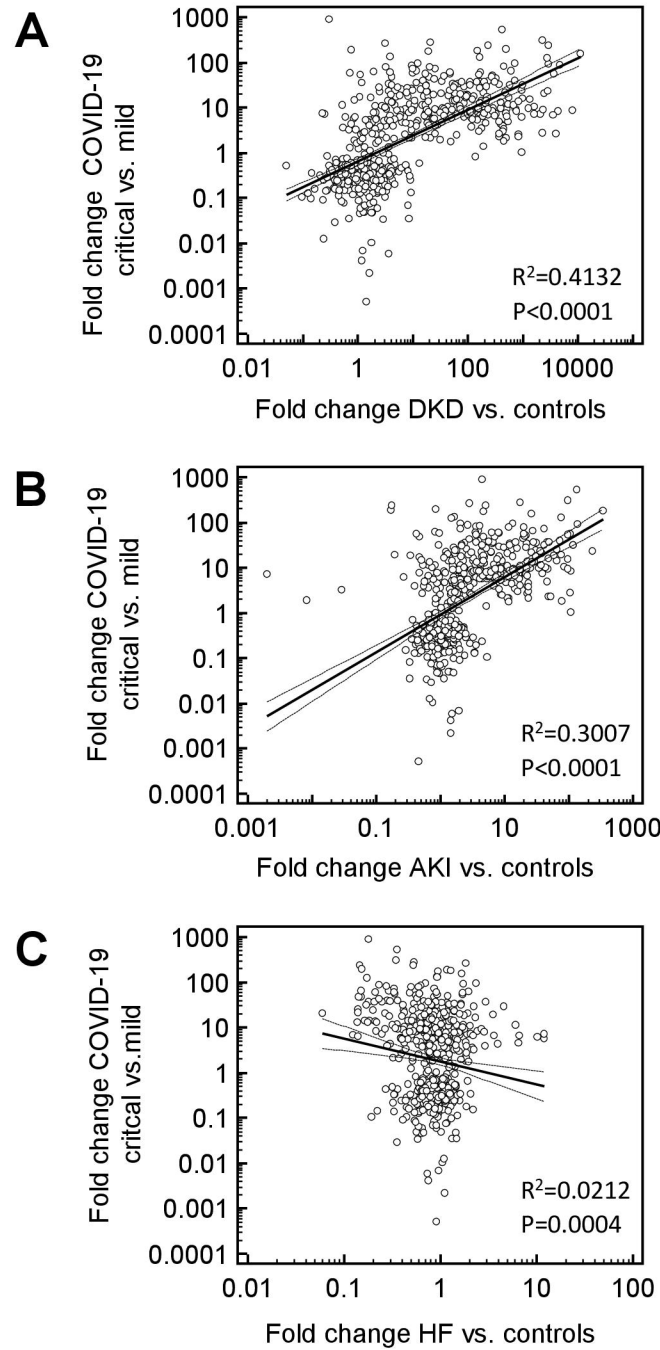 A
Fold change COVID-19
critical vs. mild
1000
100
10
1
0.1
0.01
0.001
0.0001
R²=0.4132
P<0.0001
0.01 1 100 10000
Fold change DKD vs. controls
B
Fold change COVID-19
critical vs. mild
1000
100
10
1
0.1
0.01
0.001
0.0001
R²=0.3007
P<0.0001
0.001 0.1 10 1000
Fold change AKI vs. controls
C
Fold change COVID-19
critcal vs.mild
1000
100
10
1
0.1
0.01
0.001
0.0001
R²=0.0212
P=0.0004
0.01 0.1 1 10 100
Fold change HF vs. controls